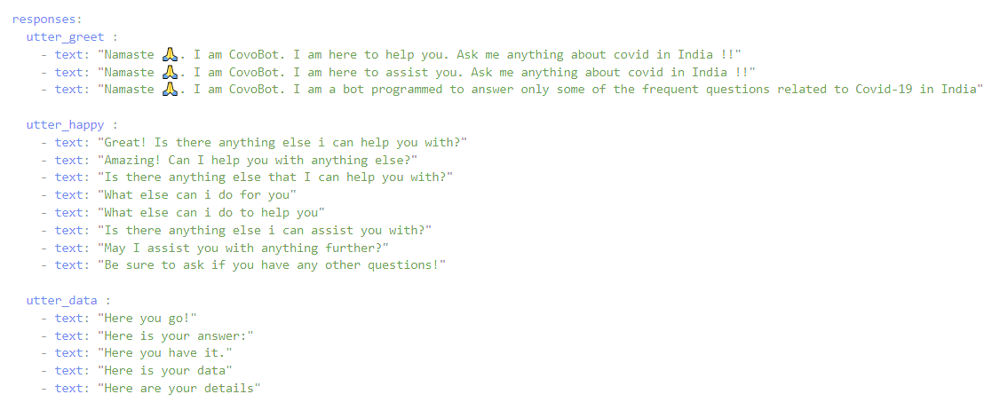 responses:
utter_greet :
- text: "Namaste 🙏. I am CovoBot. I am here to help you. Ask me anything about covid in India !!"
- text: "Namaste 🙏. I am CovoBot. I am here to assist you. Ask me anything about covid in India !!"
- text: "Namaste 🙏. I am CovoBot. I am a bot programmed to answer only some of the frequent questions related to Covid-19 in India"
utter_happy :
- text: "Great! Is there anything else i can help you with?"
- text: "Amazing! Can I help you with anything else?"
- text: "Is there anything else that I can help you with?"
- text: "What else can i do for you"
- text: "What else can i do to help you"
- text: "Is there anything else i can assist you with?"
- text: "May I assist you with anything further?"
- text: "Be sure to ask if you have any other questions!"
utter_data :
- text: "Here you go!"
- text: "Here is your answer:"
- text: "Here you have it."
- text: "Here is your data"
- text: "Here are your details"